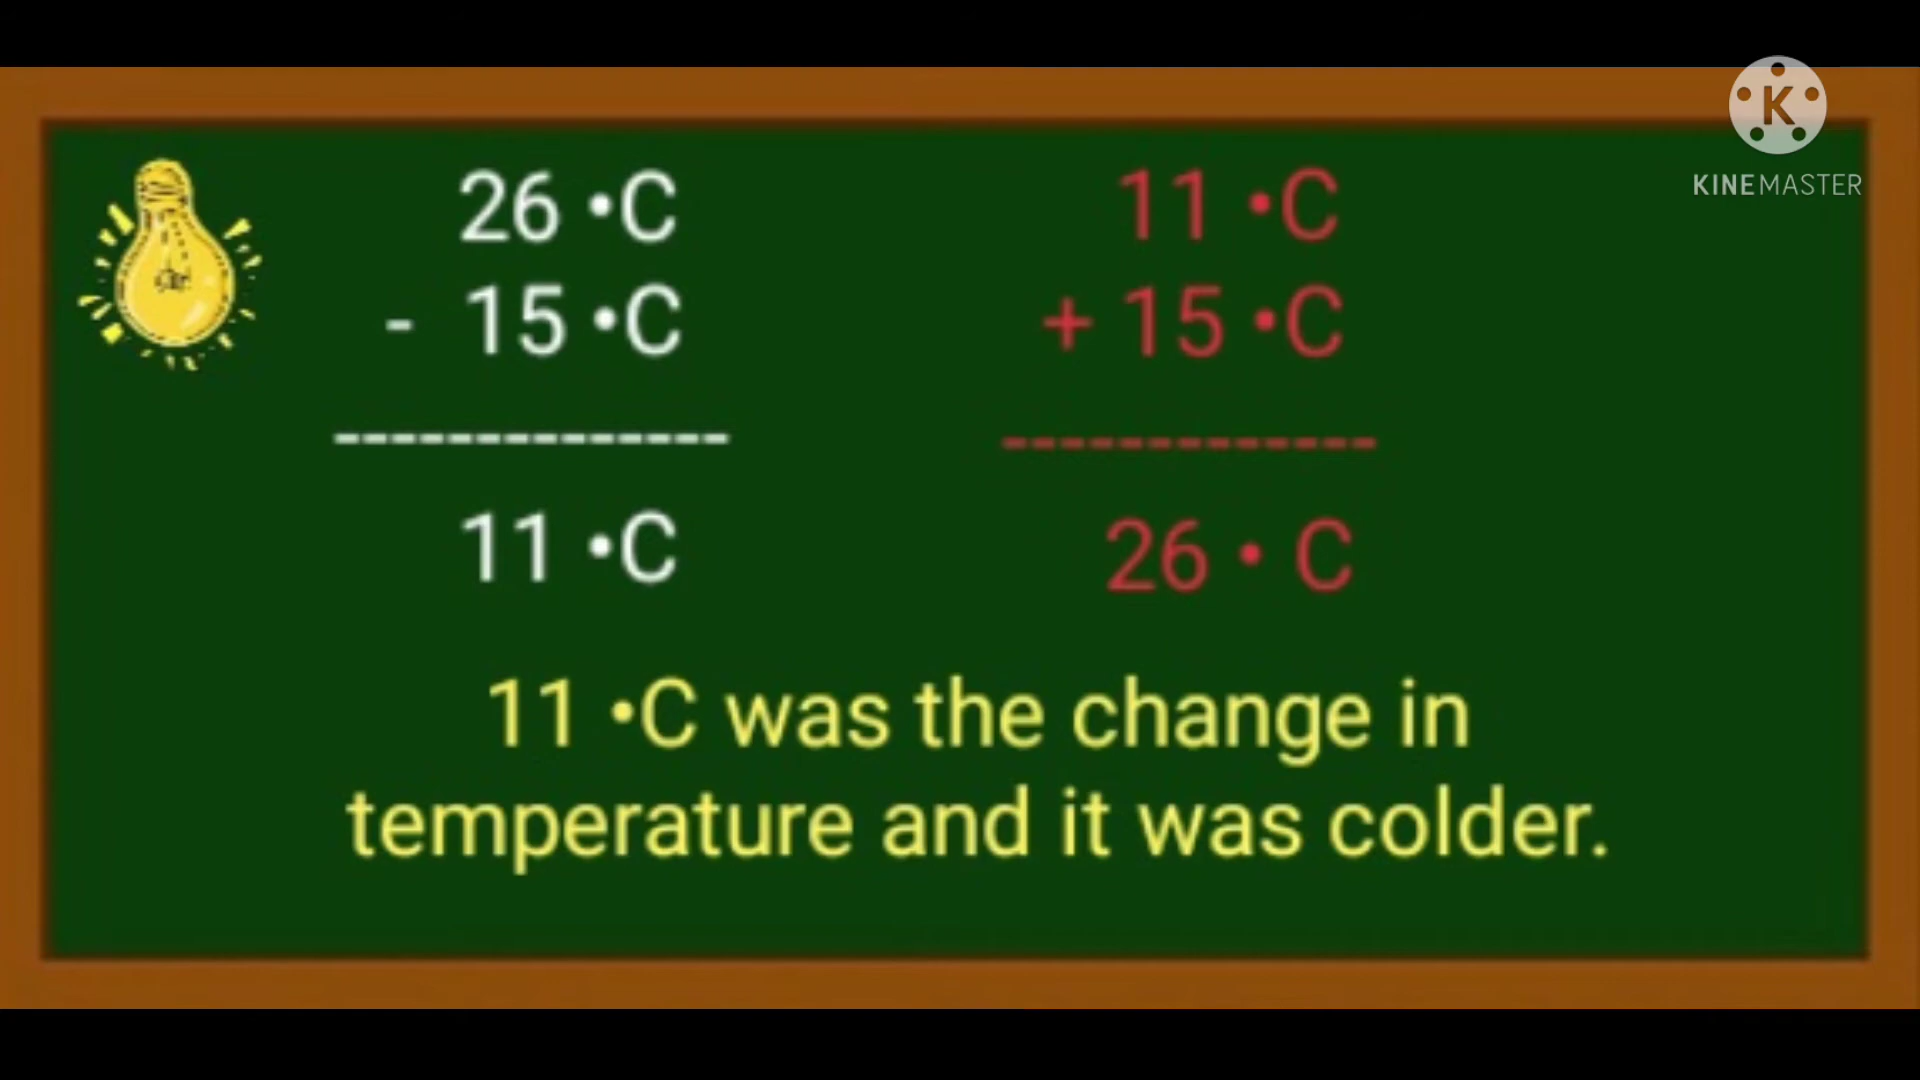 26 •C
- 15 •C
--------------
11 •C
11 •C
+ 15 •C
-------------
26 • C
11 •C was the change in
temperature and it was colder.
K
KINEMASTER